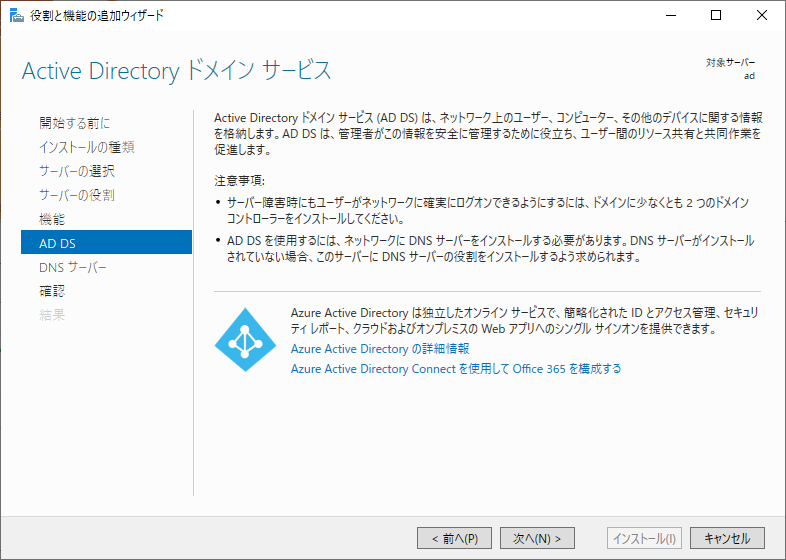 役割と機能の追加ウィザード
Active Directory ドメイン サービス
対象サーバー
ad
開始する前に
インストールの種類
サーバーの選択
サーバーの役割
機能
AD DS
DNS サーバー
確認
結果
Active Directory ドメイン サービス (AD DS) は、ネットワーク上のユーザー、コンピューター、その他のデバイスに関する情報
を格納します。AD DS は、管理者がこの情報を安全に管理するために役立ち、ユーザー間のリソース共有と共同作業を
促進します。
注意事項:
• サーバー障害時にもユーザーがネットワークに確実にログオンできるようにするには、ドメインに少なくとも 2 つのドメイン
コントローラーをインストールしてください。
• AD DS を使用するには、ネットワークに DNS サーバーをインストールする必要があります。DNS サーバーがインストール
されていない場合、このサーバーに DNS サーバーの役割をインストールするよう求められます。
Azure Active Directory は独立したオンライン サービスで、簡略化された ID とアクセス管理、セキュリ
ティ レポート、クラウドおよびオンプレミスの Web アプリへのシングル サインオンを提供できます。
Azure Active Directory の詳細情報
Azure Active Directory Connect を使用して Office 365 を構成する
< 前へ(P)
次へ(N) >
インストール(I)
キャンセル